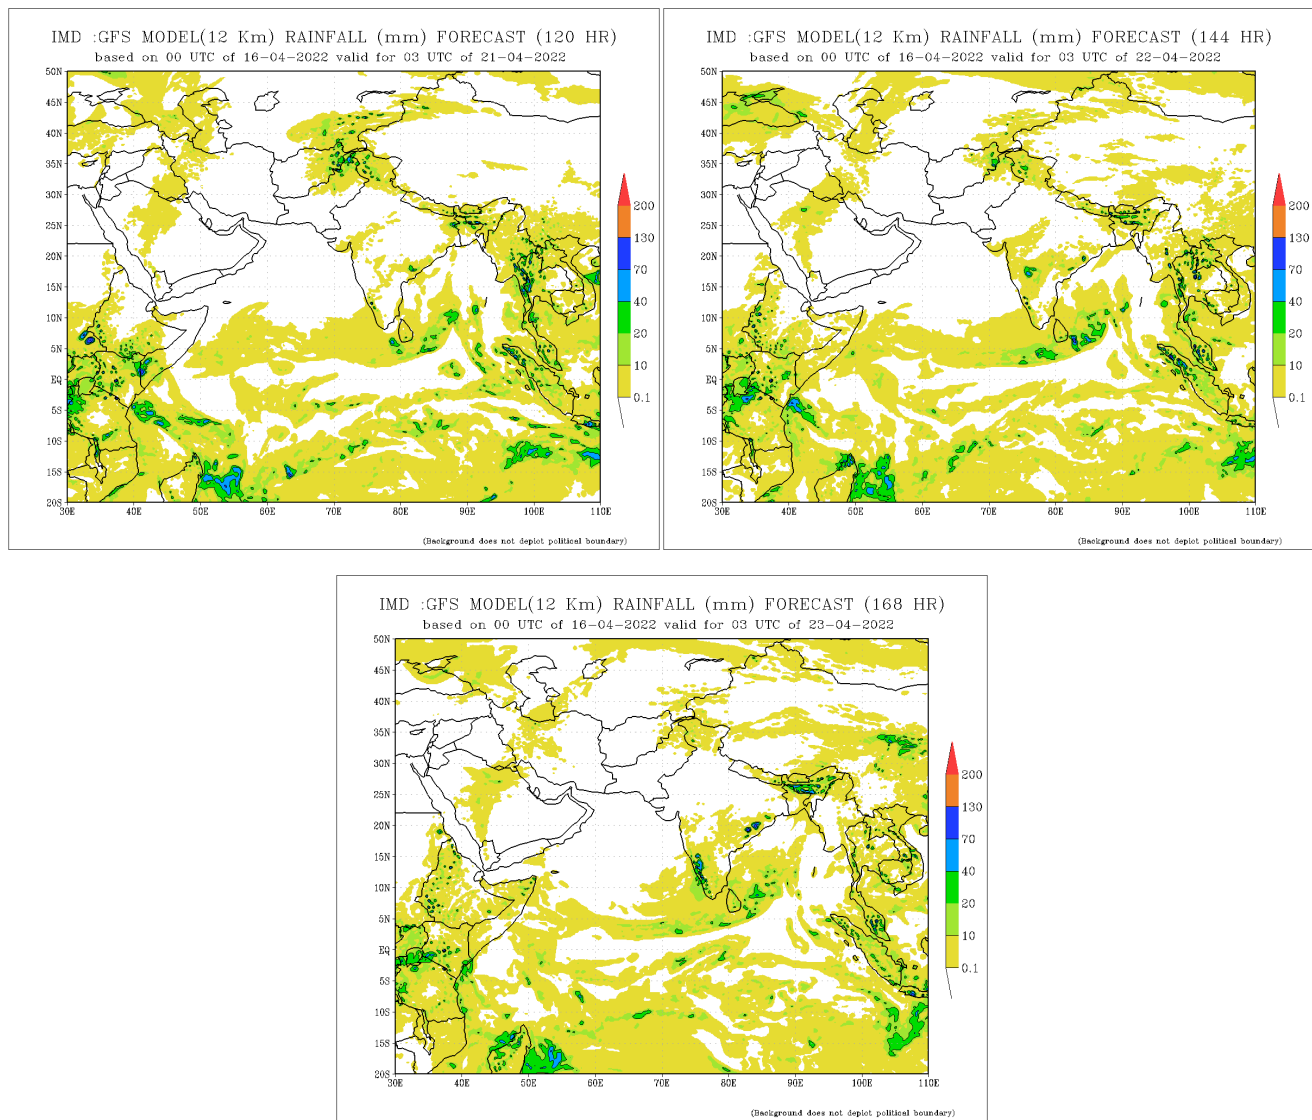 IMD :GFS MODEL(12 Km) RAINFALL (mm) FORECAST (120 HR)
based on 00 UTC of 16-04-2022 valid for 03 UTC of 21-04-2022
50N
45N
40N
35N
30N
25N
20N
15N
10N
5N
EQ
5S
10S
15S
20S
30E 40E 50E 60E 70E 80E 90E 100E 110E
200
130
70
40
20
10
0.1
(Background does not depict political boundary)
IMD :GFS MODEL(12 Km) RAINFALL (mm) FORECAST (144 HR)
based on 00 UTC of 16-04-2022 valid for 03 UTC of 22-04-2022
50N
45N
40N
35N
30N
25N
20N
15N
10N
5N
EQ
5S
10S
15S
20S
30E 40E 50E 60E 70E 80E 90E 100E 110E
200
130
70
40
20
10
0.1
(Background does not depict political boundary)
IMD :GFS MODEL(12 Km) RAINFALL (mm) FORECAST (168 HR)
based on 00 UTC of 16-04-2022 valid for 03 UTC of 23-04-2022
50N
45N
40N
35N
30N
25N
20N
15N
10N
5N
EQ
5S
10S
15S
20S
30E 40E 50E 60E 70E 80E 90E 100E 110E
200
130
70
40
20
10
0.1
(Background does not depict political boundary)